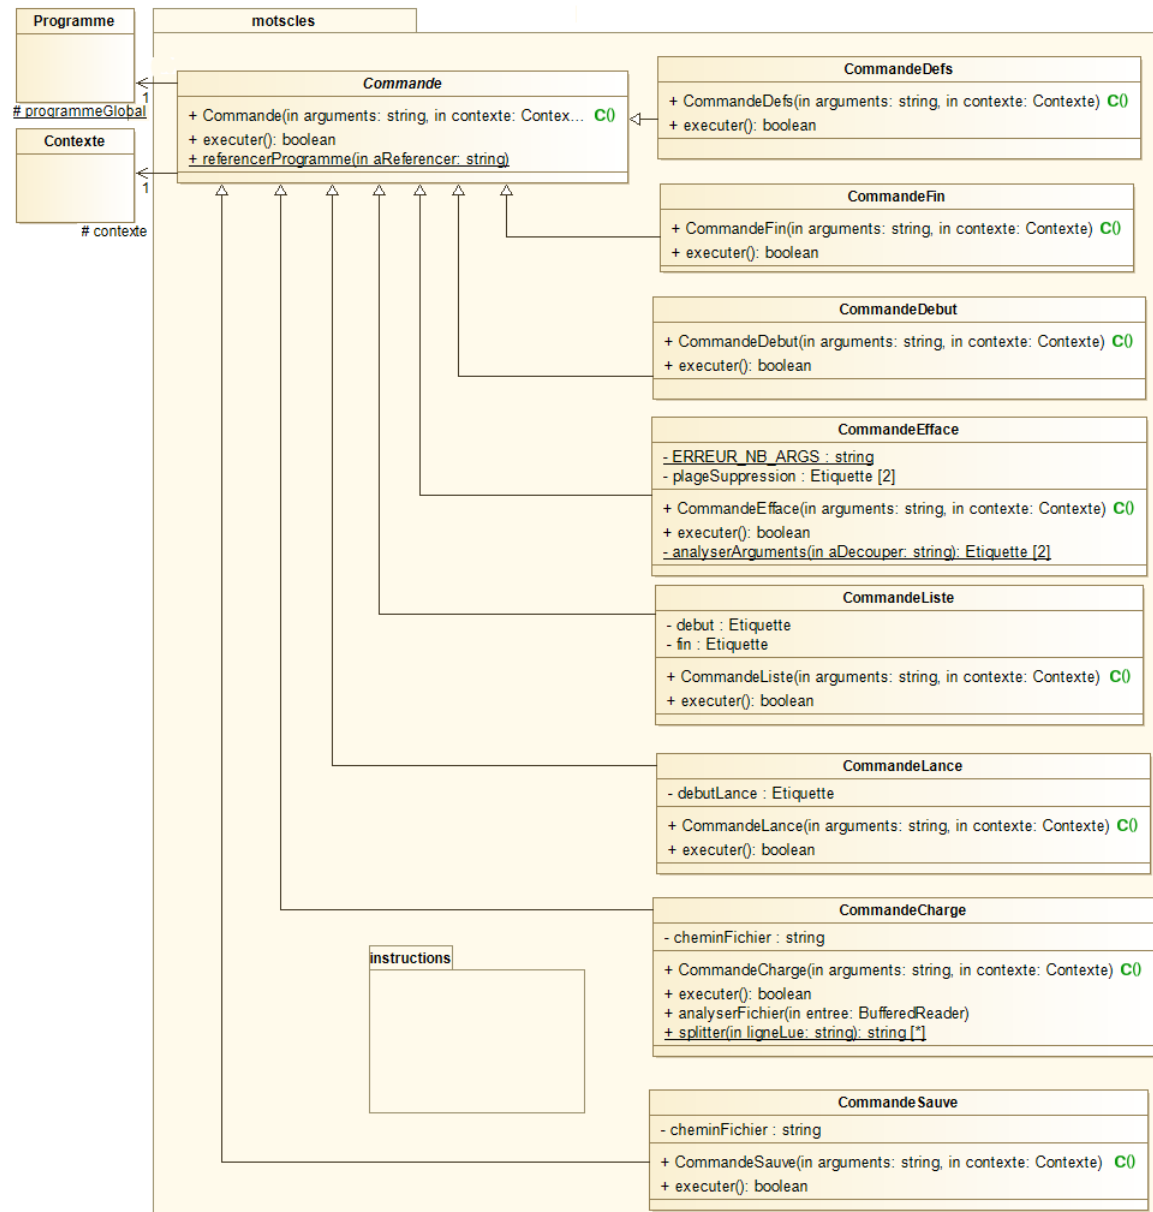 Programme
motscles
1
# programmeGlobal
Contexte
1
# contexte
Commande
+ Commande(in arguments: string, in contexte: Contex... C()
+ executer(): boolean
+ referencerProgramme(in aReferencer: string)
CommandeDefs
+ CommandeDefs(in arguments: string, in contexte: Contexte) C()
+ executer(): boolean
CommandeFin
+ CommandeFin(in arguments: string, in contexte: Contexte) C()
+ executer(): boolean
CommandeDebut
+ CommandeDebut(in arguments: string, in contexte: Contexte) C()
+ executer(): boolean
CommandeEfface
- ERREUR_NB_ARGS : string
- plageSuppression : Etiquette [2]
+ CommandeEfface(in arguments: string, in contexte: Contexte) C()
+ executer(): boolean
- analyserArguments(in aDecouper: string): Etiquette [2]
CommandeListe
- debut : Etiquette
- fin : Etiquette
+ CommandeListe(in arguments: string, in contexte: Contexte) C()
+ executer(): boolean
CommandeLance
- debutLance : Etiquette
+ CommandeLance(in arguments: string, in contexte: Contexte) C()
+ executer(): boolean
CommandeCharge
- cheminFichier : string
+ CommandeCharge(in arguments: string, in contexte: Contexte) C()
+ executer(): boolean
+ analyserFichier(in entree: BufferedReader)
+ splitter(in ligneLue: string): string [*]
instructions
CommandeSauve
- cheminFichier : string
+ CommandeSauve(in arguments: string, in contexte: Contexte) C()
+ executer(): boolean